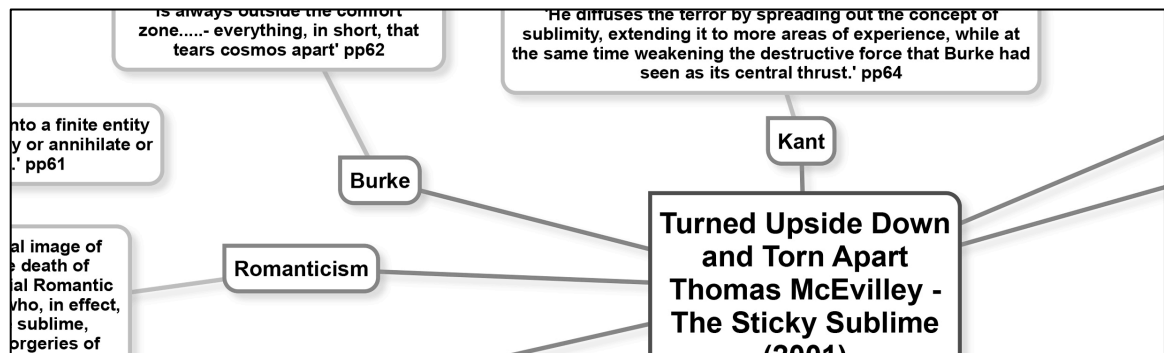 'is always outside the comfort
zone.....- everything, in short, that
tears cosmos apart' pp62
'He diffuses the terror by spreading out the concept of
sublimity, extending it to more areas of experience, while at
the same time weakening the destructive force that Burke had
seen as its central thrust.' pp64
nto a finite entity
y or annihilate or
.' pp61
Kant
Burke
Turned Upside Down
and Torn Apart
Thomas McEvilley -
The Sticky Sublime
(2001)
Romanticism
al image of
e death of
ial Romantic
who, in effect,
sublime,
orgeries of